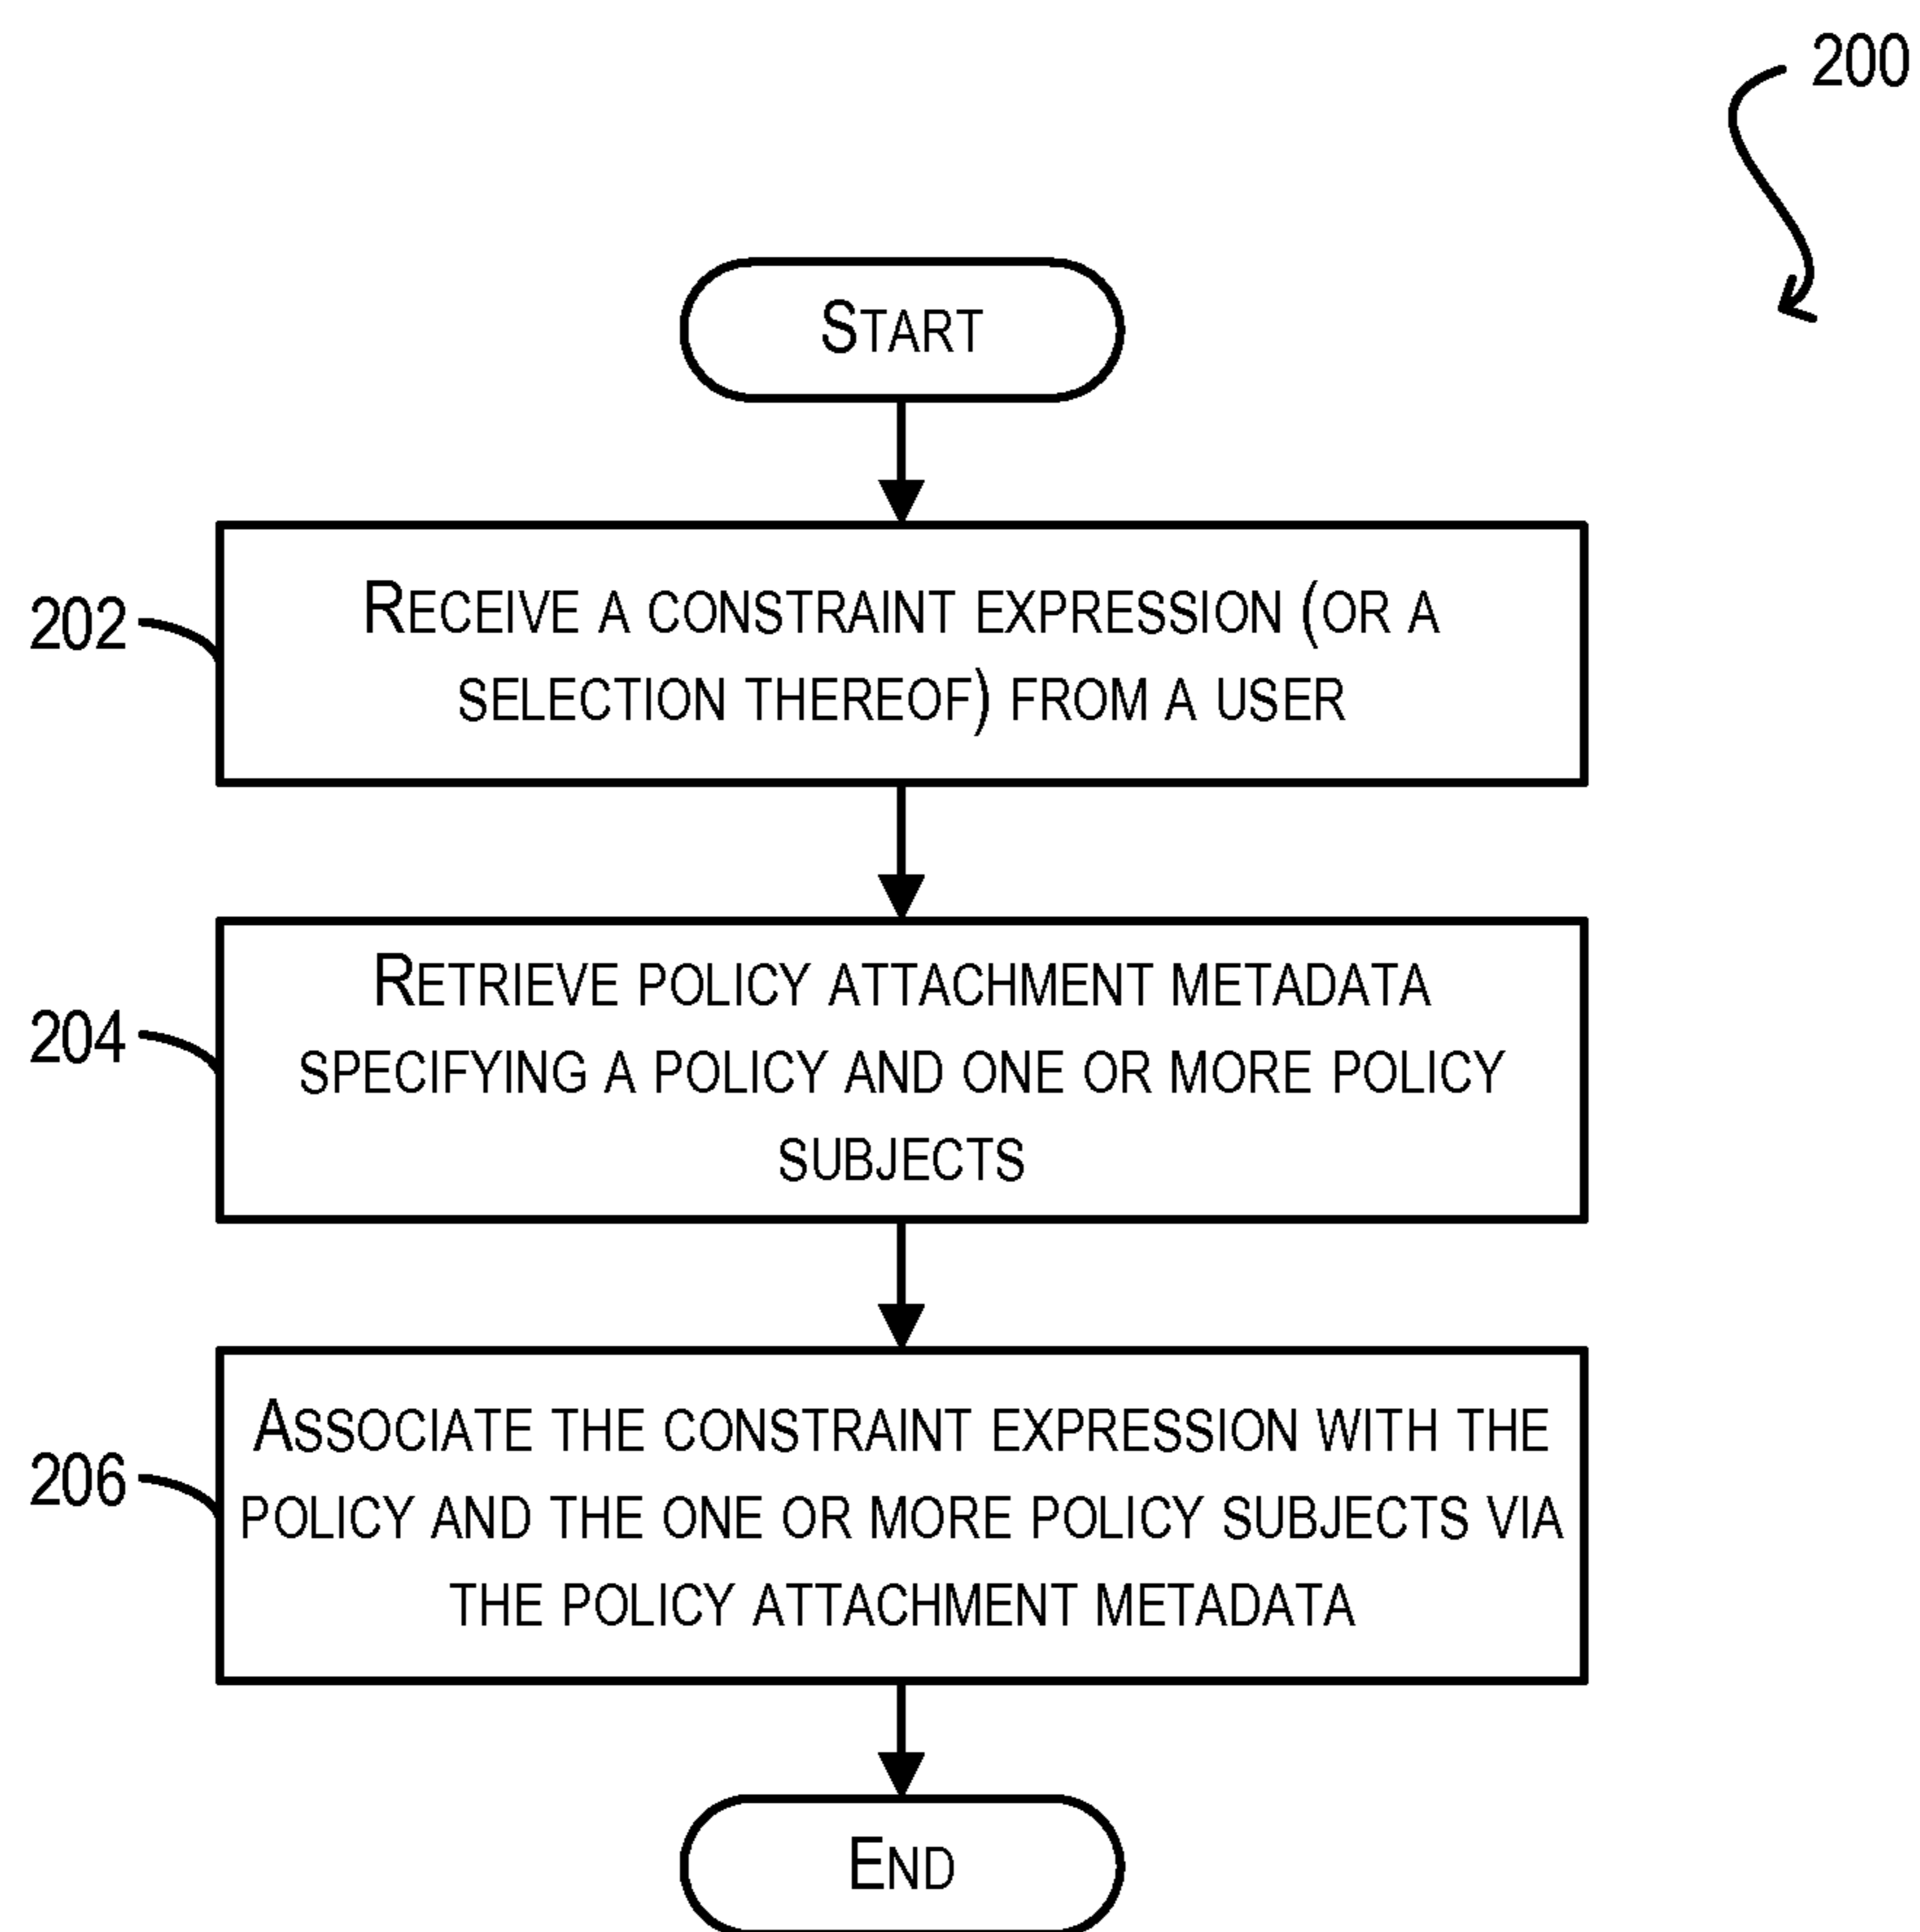 200
START
202
RECEIVE A CONSTRAINT EXPRESSION (OR A
SELECTION THEREOF) FROM A USER
204
RETRIEVE POLICY ATTACHMENT METADATA
SPECIFYING A POLICY AND ONE OR MORE POLICY
SUBJECTS
206
ASSOCIATE THE CONSTRAINT EXPRESSION WITH THE
POLICY AND THE ONE OR MORE POLICY SUBJECTS VIA
THE POLICY ATTACHMENT METADATA
END